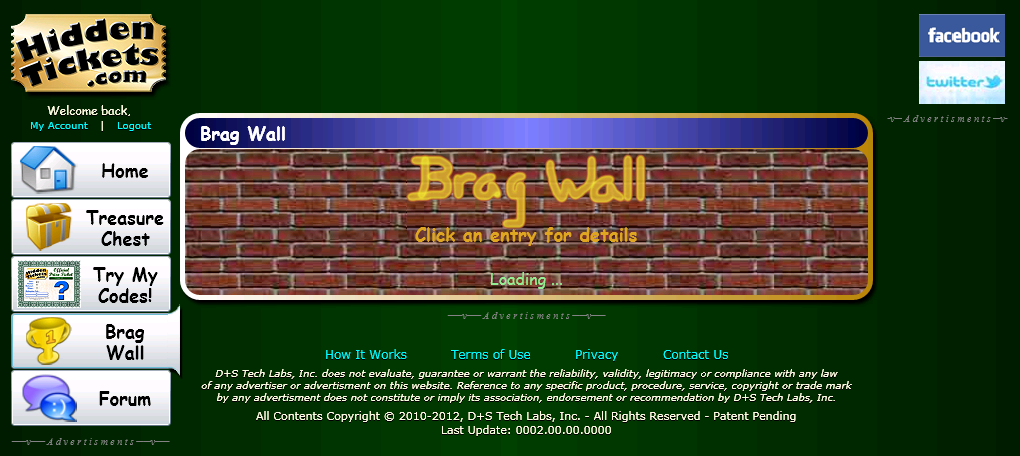 Hidden
Tickets
.com
Welcome back,
My Account | Logout
Home
Treasure
Chest
Try My
Codes!
Brag
Wall
Forum
Advertisments
Brag Wall
Brag Wall
Click an entry for details
Loading ...
Advertisments
How It Works Terms of Use Privacy Contact Us
D+S Tech Labs, Inc. does not evaluate, guarantee or warrant the reliability, validity, legitimacy or compliance with any law
of any advertiser or advertisment on this website. Reference to any specific product, procedure, service, copyright or trade mark
by any advertisment does not constitute or imply its association, endorsement or recommendation by D+S Tech Labs, Inc.
All Contents Copyright © 2010-2012, D+S Tech Labs, Inc. - All Rights Reserved - Patent Pending
Last Update: 0002.00.00.0000
facebook
twitter
Advertisments